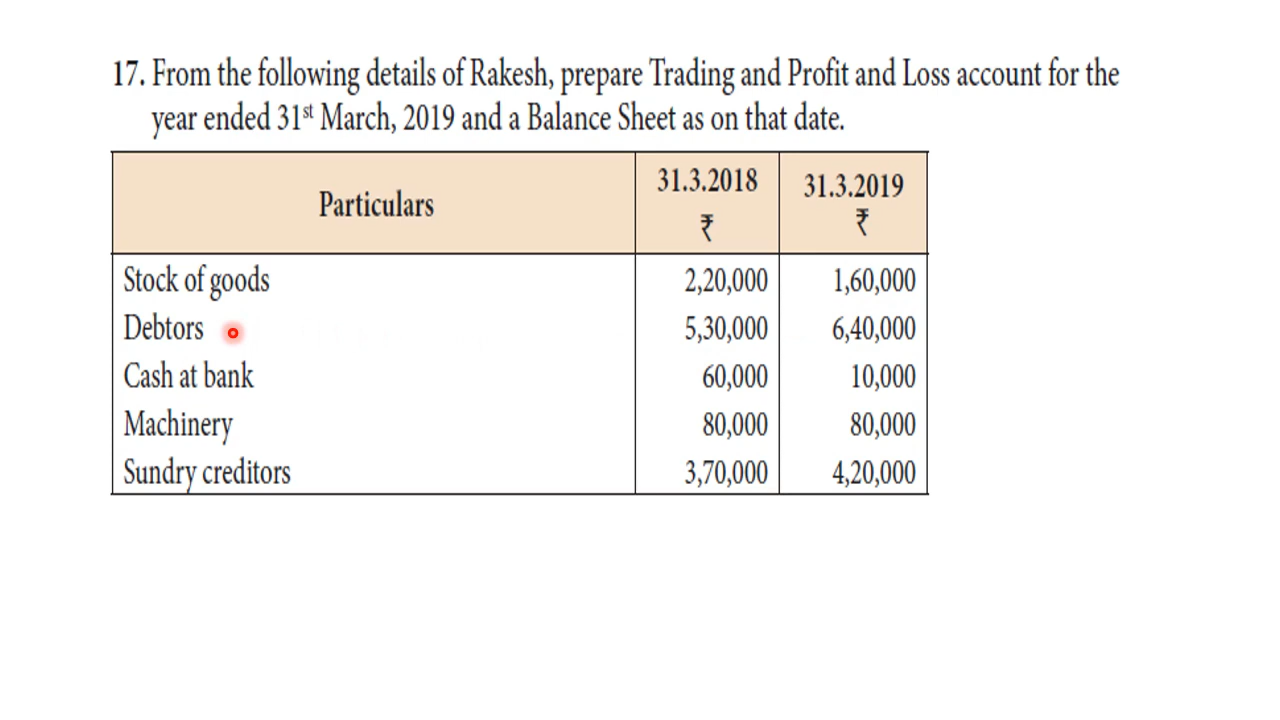 17. From the following details of Rakesh, prepare Trading and Profit and Loss account for the
year ended 31st March, 2019 and a Balance Sheet as on that date.
Particulars 31.3.2018 ₹ 31.3.2019 ₹
Stock of goods 2,20,000 1,60,000
Debtors 5,30,000 6,40,000
Cash at bank 60,000 10,000
Machinery 80,000 80,000
Sundry creditors 3,70,000 4,20,000